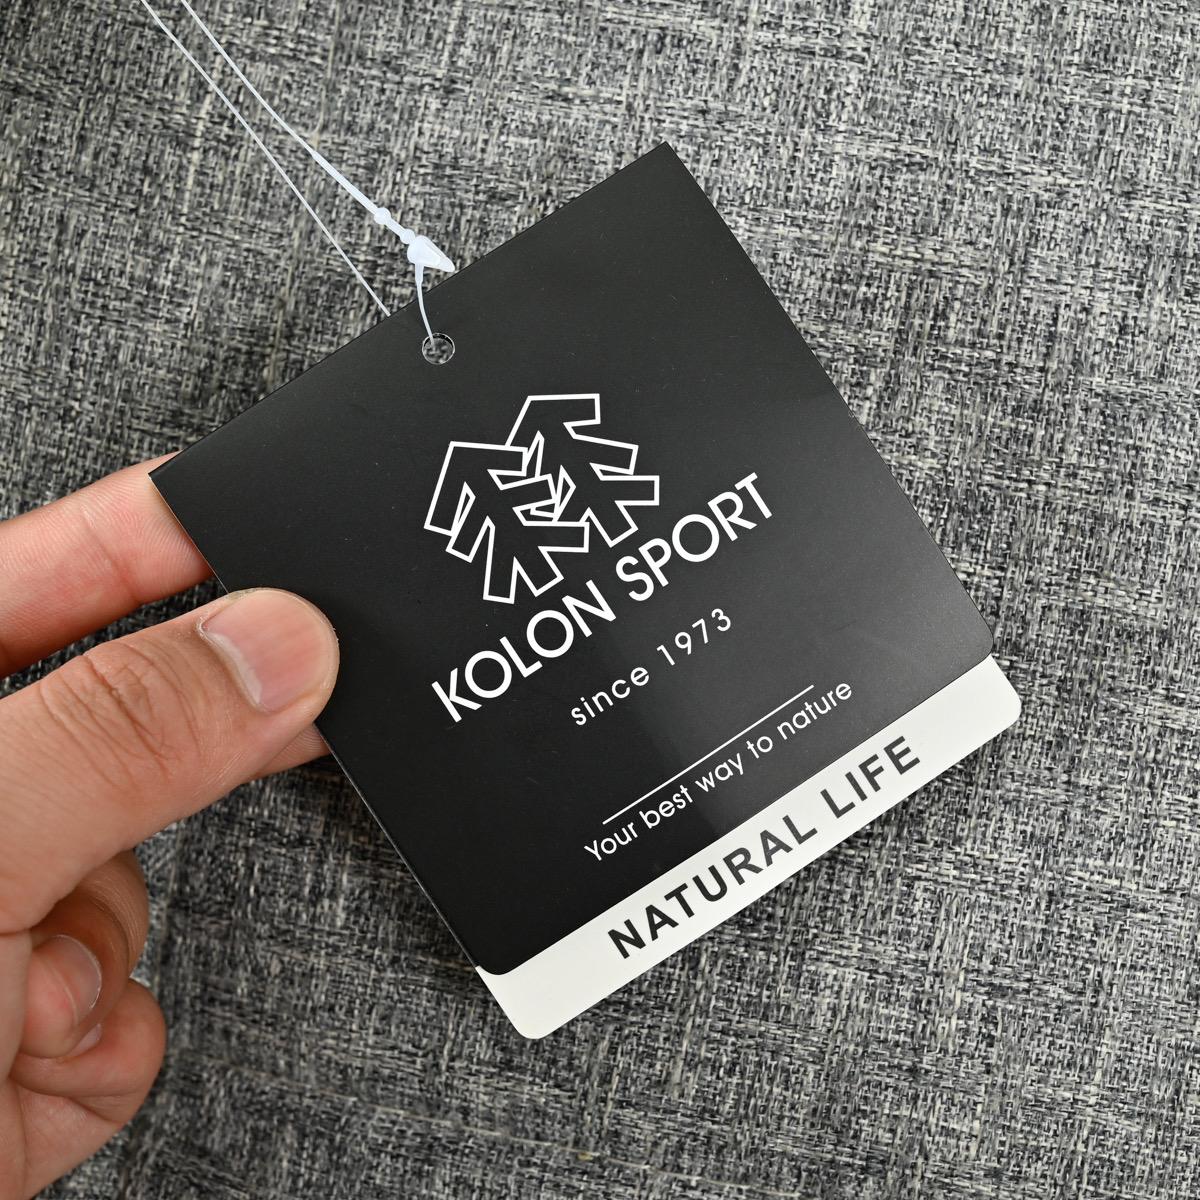 KOLON SPORT
since 1973
Your best way to nature
NATURAL LIFE